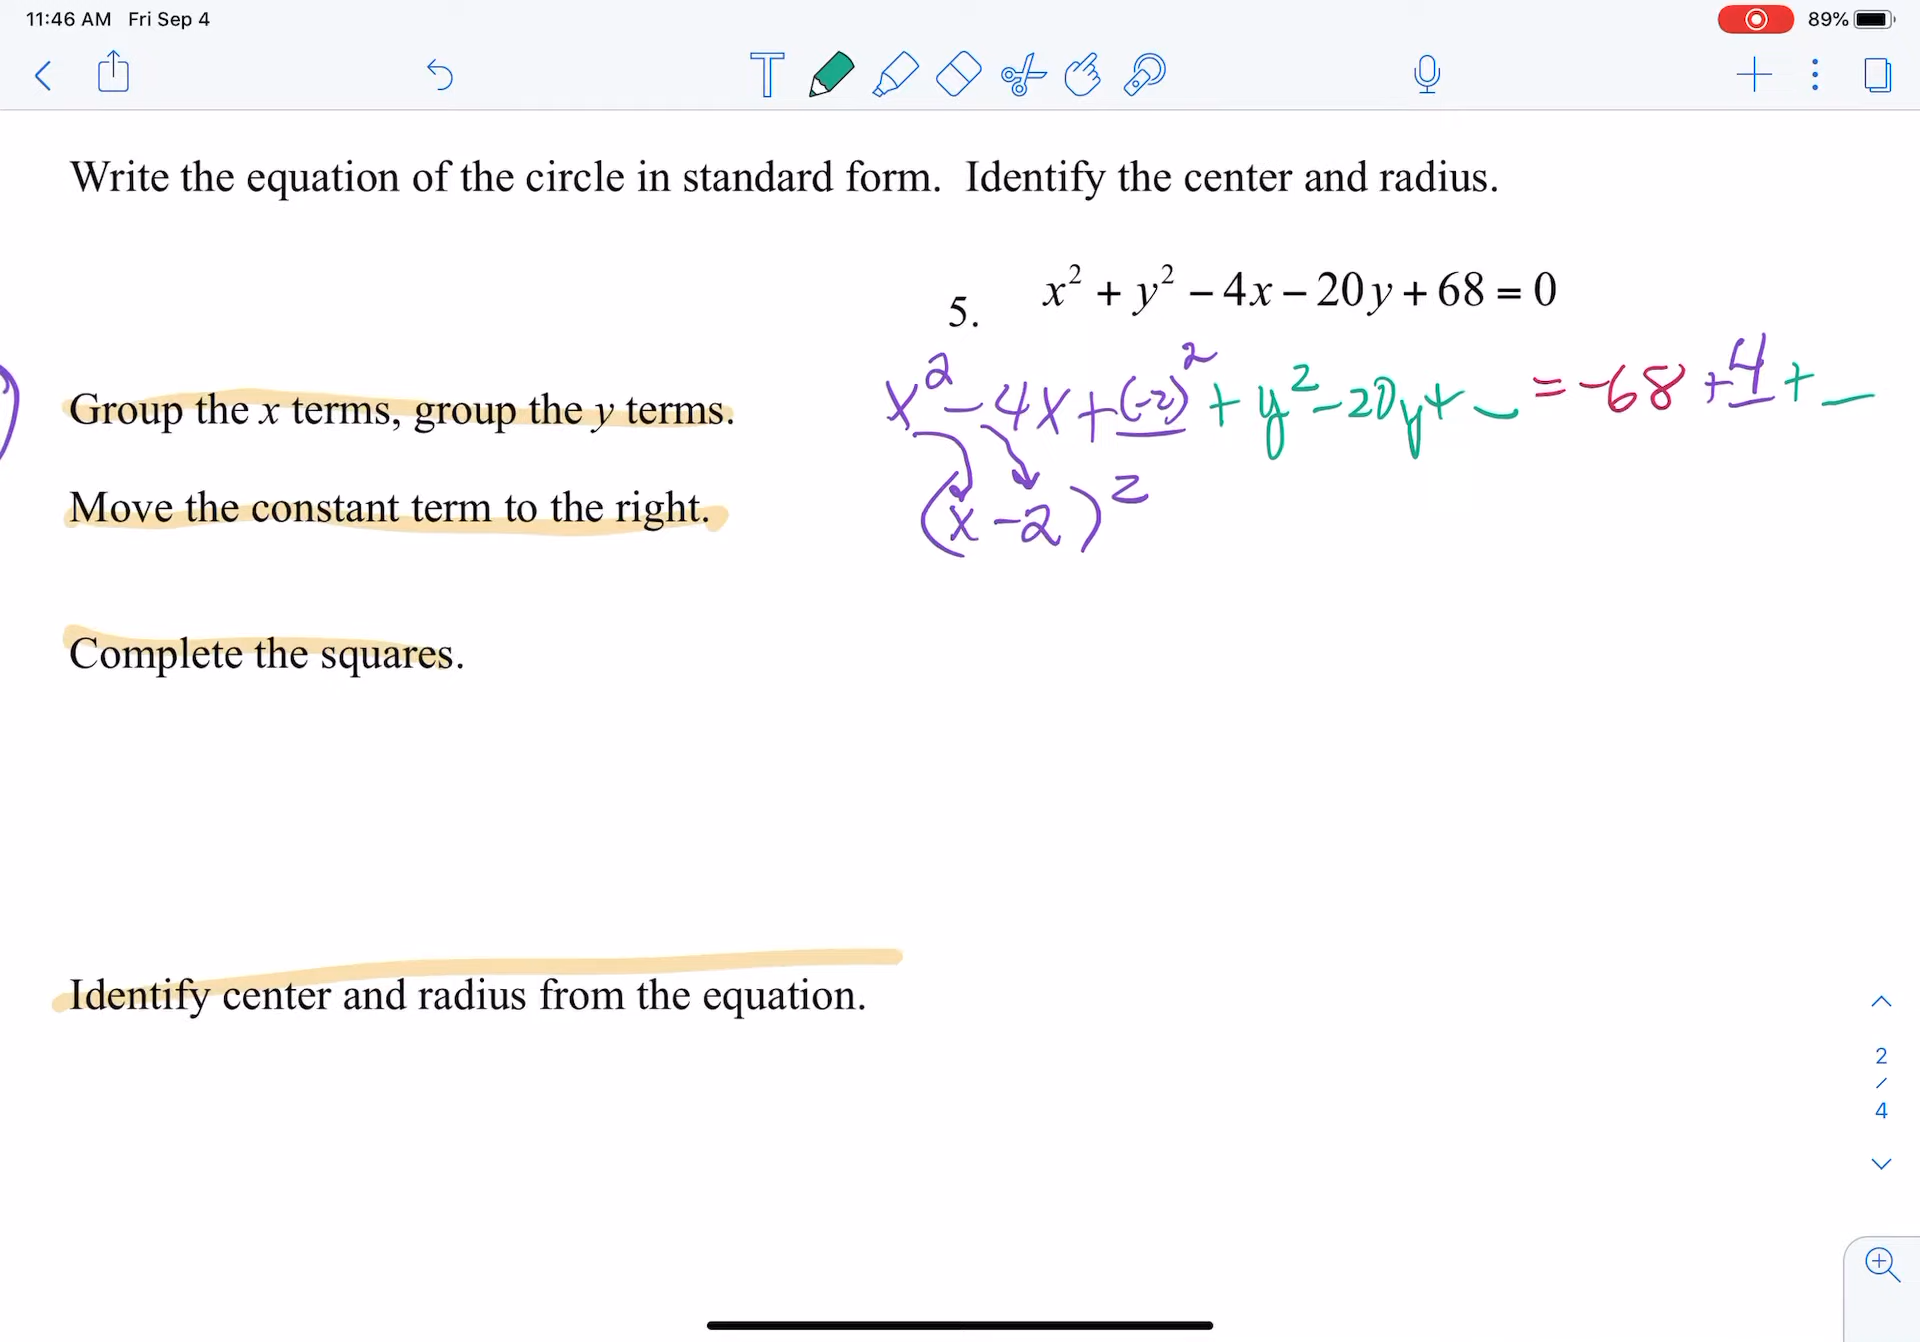 11:46 AM Fri Sep 4
89%
Write the equation of the circle in standard form. Identify the center and radius.
5. x² + y² − 4x − 20y + 68 = 0
Group the x terms, group the y terms.
x² − 4x + (-2)² + y² − 20y + _ = -68 + 4 + _
Move the constant term to the right.
(x − 2)²
Complete the squares.
Identify center and radius from the equation.
2
/
4